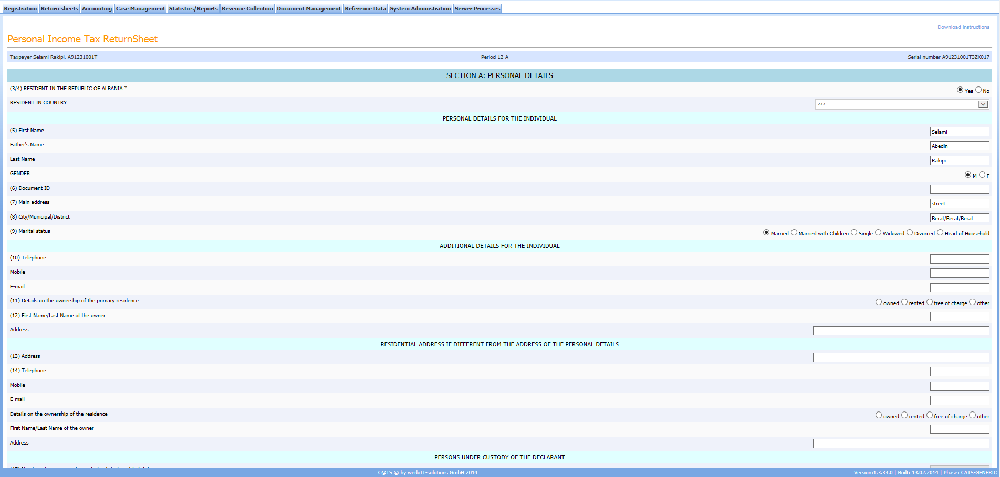 Registration Return sheets Accounting Case Management Statistics/Reports Revenue Collection Document Management Reference Data System Administration Server Processes
Download instructions
Personal Income Tax ReturnSheet
Taxpayer Selami Rakipi, A91231001T Period 12-A Serial number A91231001T3ZK017
SECTION A: PERSONAL DETAILS
(3/4) RESIDENT IN THE REPUBLIC OF ALBANIA * Yes No
RESIDENT IN COUNTRY ???
PERSONAL DETAILS FOR THE INDIVIDUAL
(5) First Name Selami
Father's Name Abedin
Last Name Rakipi
GENDER M F
(6) Document ID
(7) Main address street
(8) City/Municipal/District Berat/Berat/Berat
(9) Marital status Married Married with Children Single Widowed Divorced Head of Household
ADDITIONAL DETAILS FOR THE INDIVIDUAL
(10) Telephone
Mobile
E-mail
(11) Details on the ownership of the primary residence owned rented free of charge other
(12) First Name/Last Name of the owner
Address
RESIDENTIAL ADDRESS IF DIFFERENT FROM THE ADDRESS OF THE PERSONAL DETAILS
(13) Address
(14) Telephone
Mobile
E-mail
Details on the ownership of the residence owned rented free of charge other
First Name/Last Name of the owner
Address
PERSONS UNDER CUSTODY OF THE DECLARANT
C@TS © by wedoIT-solutions GmbH 2014 Version:1.3.33.0 | Built: 13.02.2014 | Phase: CATS-GENERIC